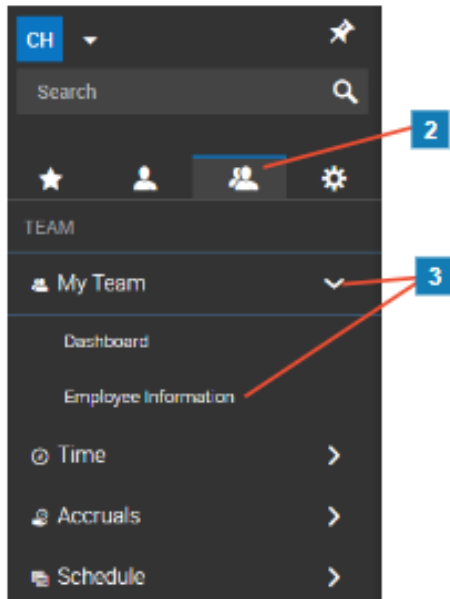 CH
Search
2
TEAM
My Team
3
Dashboard
Employee Information
Time
Accruals
Schedule